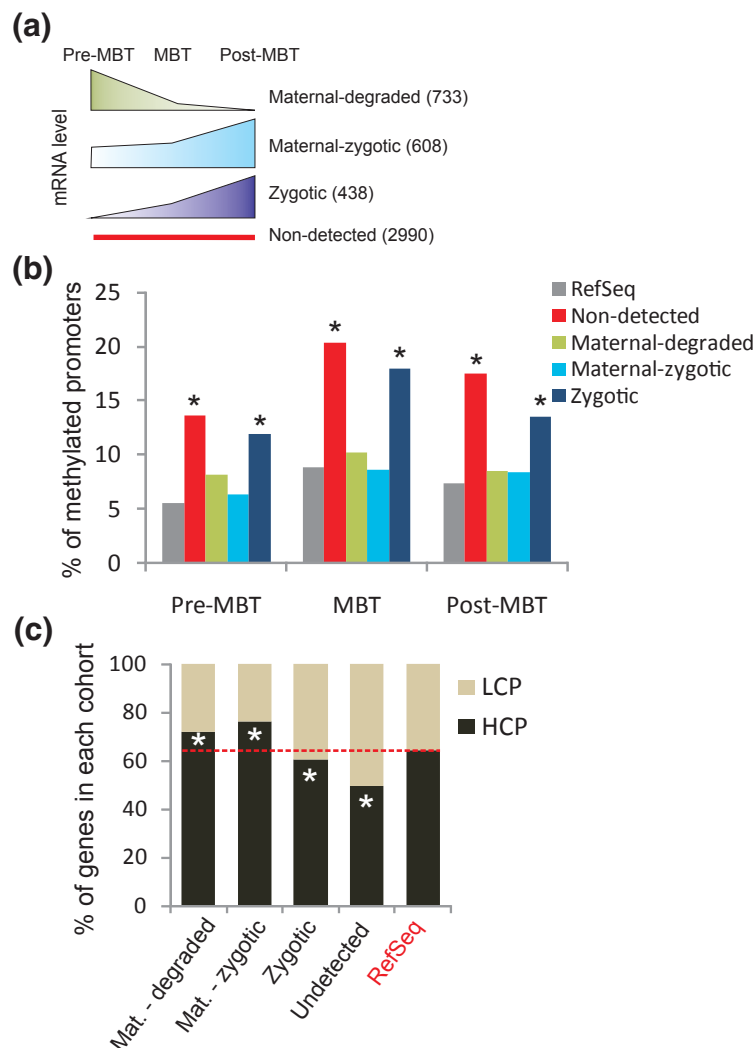 (a)
Pre-MBT MBT Post-MBT
mRNA level
Maternal-degraded (733)
Maternal-zygotic (608)
Zygotic (438)
Non-detected (2990)
(b)
% of methylated promoters
25
20
15
10
5
0
RefSeq
Non-detected
Maternal-degraded
Maternal-zygotic
Zygotic
* * * * * *
Pre-MBT MBT Post-MBT
(c)
% of genes in each cohort
100
80
60
40
20
0
LCP
HCP
* * * *
Mat. - degraded
Mat. - zygotic
Zygotic
Undetected
RefSeq